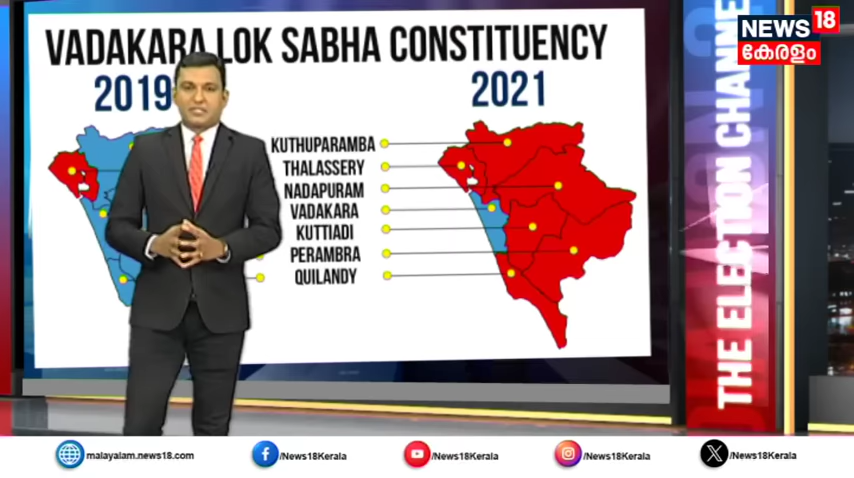 VADAKARA LOK SABHA CONSTITUENCY
2019
2021
KUTHUPARAMBA
THALASSERY
NADAPURAM
VADAKARA
KUTTIADI
PERAMBRA
QUILANDY
NEWS 18
കേരളം
THE ELECTION CHANNE
malayalam.news18.com
/News18Kerala
/News18Kerala
/News18Kerala
/News18Kerala